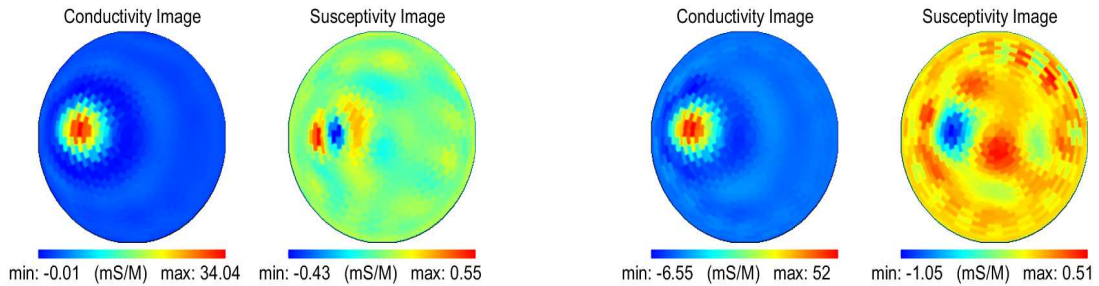 Conductivity Image Susceptivity Image Conductivity Image Susceptivity Image
min: -0.01 (mS/M) max: 34.04 min: -0.43 (mS/M) max: 0.55 min: -6.55 (mS/M) max: 52 min: -1.05 (mS/M) max: 0.51